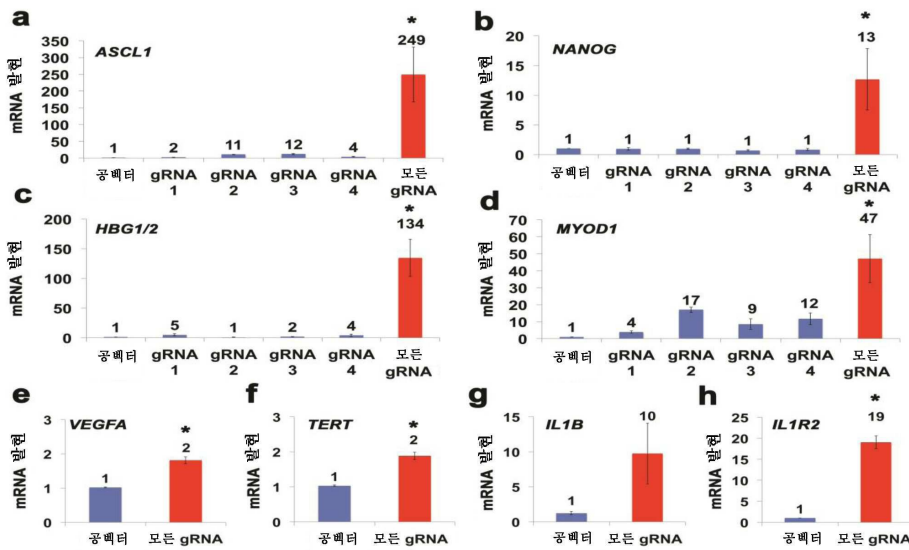 a
ASCL1
mRNA 발현
350
300
250
200
150
100
50
0
1
2
11
12
4
*
249
공벡터
gRNA 1
gRNA 2
gRNA 3
gRNA 4
모든 gRNA
b
NANOG
mRNA 발현
20
15
10
5
0
1
1
1
1
1
*
13
공벡터
gRNA 1
gRNA 2
gRNA 3
gRNA 4
모든 gRNA
c
HBG1/2
mRNA 발현
200
150
100
50
0
1
5
1
2
4
*
134
공벡터
gRNA 1
gRNA 2
gRNA 3
gRNA 4
모든 gRNA
d
MYOD1
mRNA 발현
70
60
50
40
30
20
10
0
1
4
17
9
12
*
47
공벡터
gRNA 1
gRNA 2
gRNA 3
gRNA 4
모든 gRNA
e
VEGFA
mRNA 발현
3
2
1
0
1
*
2
공벡터
모든 gRNA
f
TERT
mRNA 발현
3
2
1
0
1
*
2
공벡터
모든 gRNA
g
IL1B
mRNA 발현
15
10
5
0
1
10
공벡터
모든 gRNA
h
IL1R2
mRNA 발현
25
20
15
10
5
0
1
*
19
공벡터
모든 gRNA